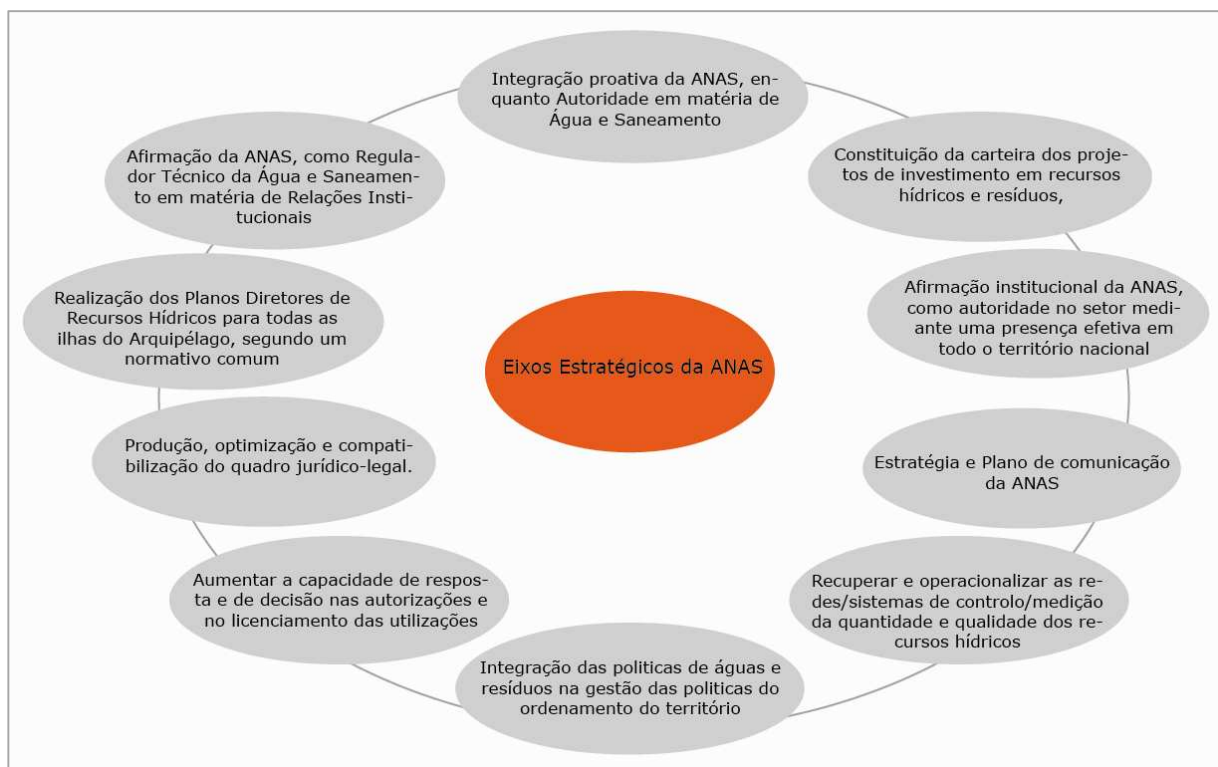 Integração proativa da ANAS, en-
quanto Autoridade em matéria de
Água e Saneamento
Constituição da carteira dos proje-
tos de investimento em recursos
hídricos e resíduos,
Afirmação institucional da ANAS,
como autoridade no setor medi-
ante uma presença efetiva em
todo o território nacional
Estratégia e Plano de comunicação
da ANAS
Recuperar e operacionalizar as re-
des/sistemas de controlo/medição
da quantidade e qualidade dos re-
cursos hídricos
Integração das politicas de águas e
resíduos na gestão das politicas do
ordenamento do território
Aumentar a capacidade de respos-
ta e de decisão nas autorizações e
no licenciamento das utilizações
Produção, optimização e compati-
bilização do quadro jurídico-legal.
Realização dos Planos Diretores de
Recursos Hídricos para todas as
ilhas do Arquipélago, segundo um
normativo comum
Afirmação da ANAS, como Regula-
dor Técnico da Água e Saneamen-
to em matéria de Relações Insti-
tucionais
Eixos Estratégicos da ANAS